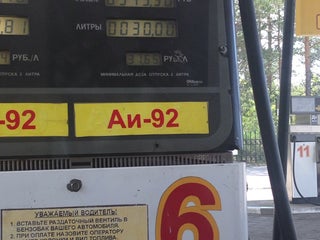 ЛИТРЫ 0030.00
РУБ/Л
РУБ./Л
МИНИМАЛЬНАЯ ДОЗА ОТПУСКА 2 ЛИТРА
-92
Аи-92
11
6
УВАЖАЕМЫЙ ВОДИТЕЛЬ!
1. ВСТАВЬТЕ РАЗДАТОЧНЫЙ ВЕНТИЛЬ В
БЕНЗОБАК ВАШЕГО АВТОМОБИЛЯ.
2. ПРИ ОПЛАТЕ НАЗОВИТЕ ОПЕРАТОРУ